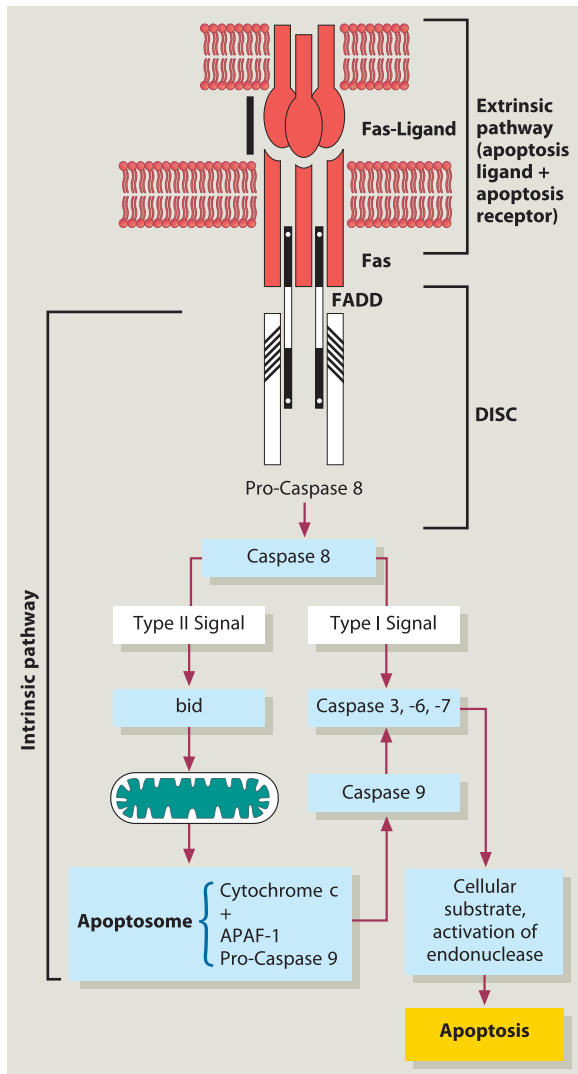 Fas-Ligand
Extrinsic
pathway
(apoptosis
ligand +
apoptosis
receptor)
Fas
FADD
DISC
Pro-Caspase 8
Caspase 8
Type II Signal
Type I Signal
Intrinsic pathway
bid
Caspase 3, -6, -7
Caspase 9
Apoptosome
Cytochrome c
+
APAF-1
Pro-Caspase 9
Cellular
substrate,
activation of
endonuclease
Apoptosis